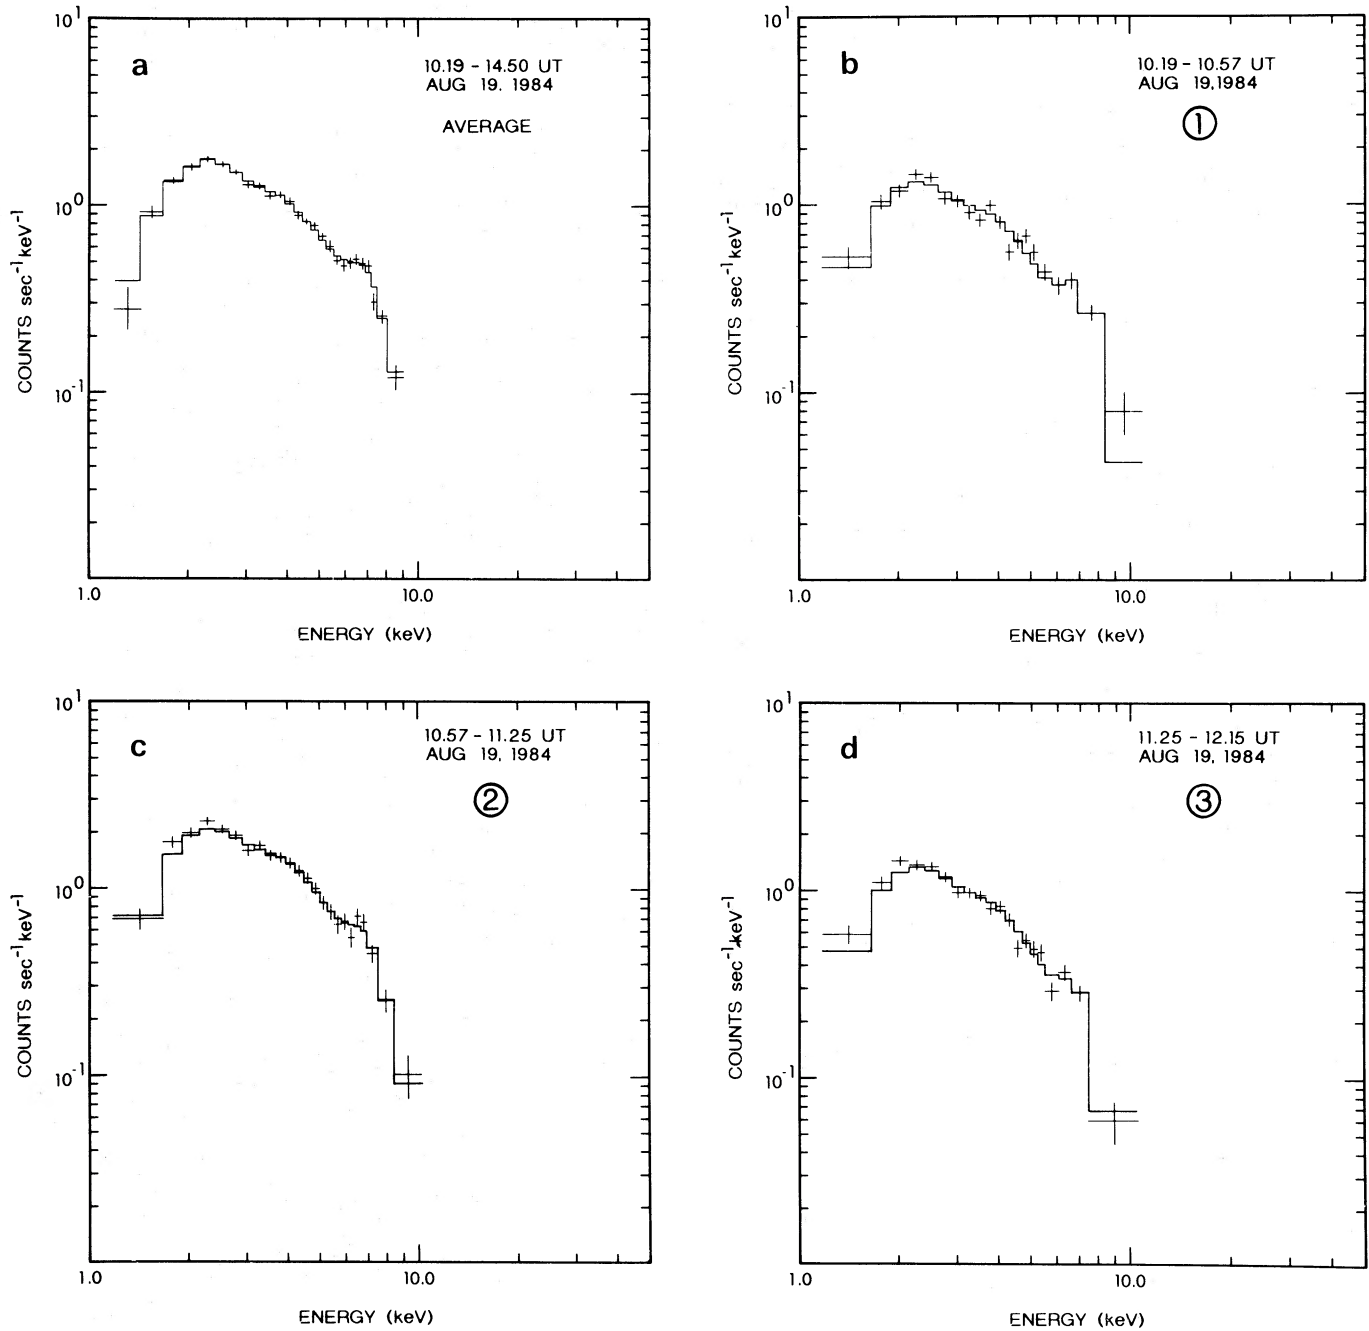 a
10.19 - 14.50 UT
AUG 19. 1984
AVERAGE
10¹
10⁰
10⁻¹
COUNTS sec⁻¹ keV⁻¹
1.0
10.0
ENERGY (keV)
b
10.19 - 10.57 UT
AUG 19,1984
①
10¹
10⁰
10⁻¹
COUNTS sec⁻¹ keV⁻¹
1.0
10.0
ENERGY (keV)
c
10.57 - 11.25 UT
AUG 19, 1984
②
10¹
10⁰
10⁻¹
COUNTS sec⁻¹ keV⁻¹
1.0
10.0
ENERGY (keV)
d
11.25 - 12.15 UT
AUG 19, 1984
③
10¹
10⁰
10⁻¹
COUNTS sec⁻¹ keV⁻¹
1.0
10.0
ENERGY (keV)